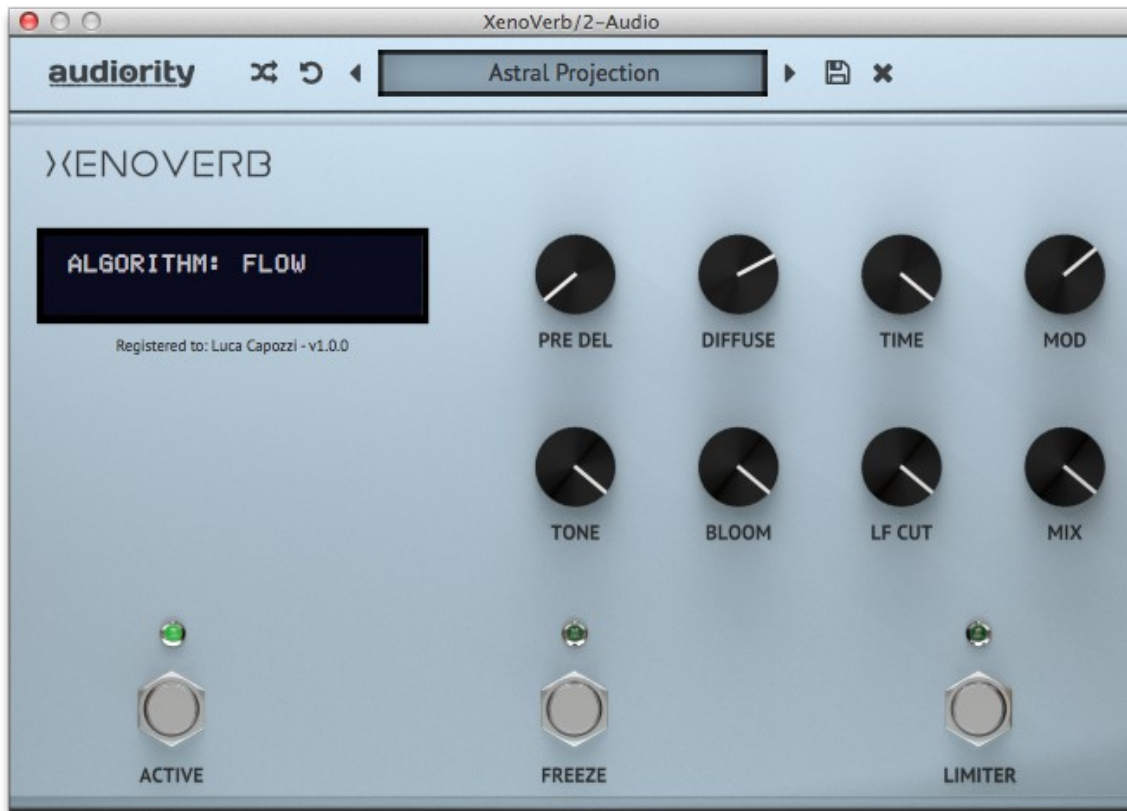 XenoVerb/2-Audio
audiority
Astral Projection
XENOVERB
ALGORITHM: FLOW
Registered to: Luca Capozzi - v1.0.0
PRE DEL DIFFUSE TIME MOD
TONE BLOOM LF CUT MIX
ACTIVE FREEZE LIMITER